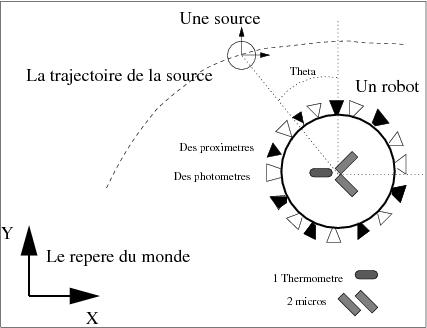 Une source
Theta
La trajectoire de la source
Un robot
Des proximetres
Des photometres
Y
Le repere du monde
X
1 Thermometre
2 micros